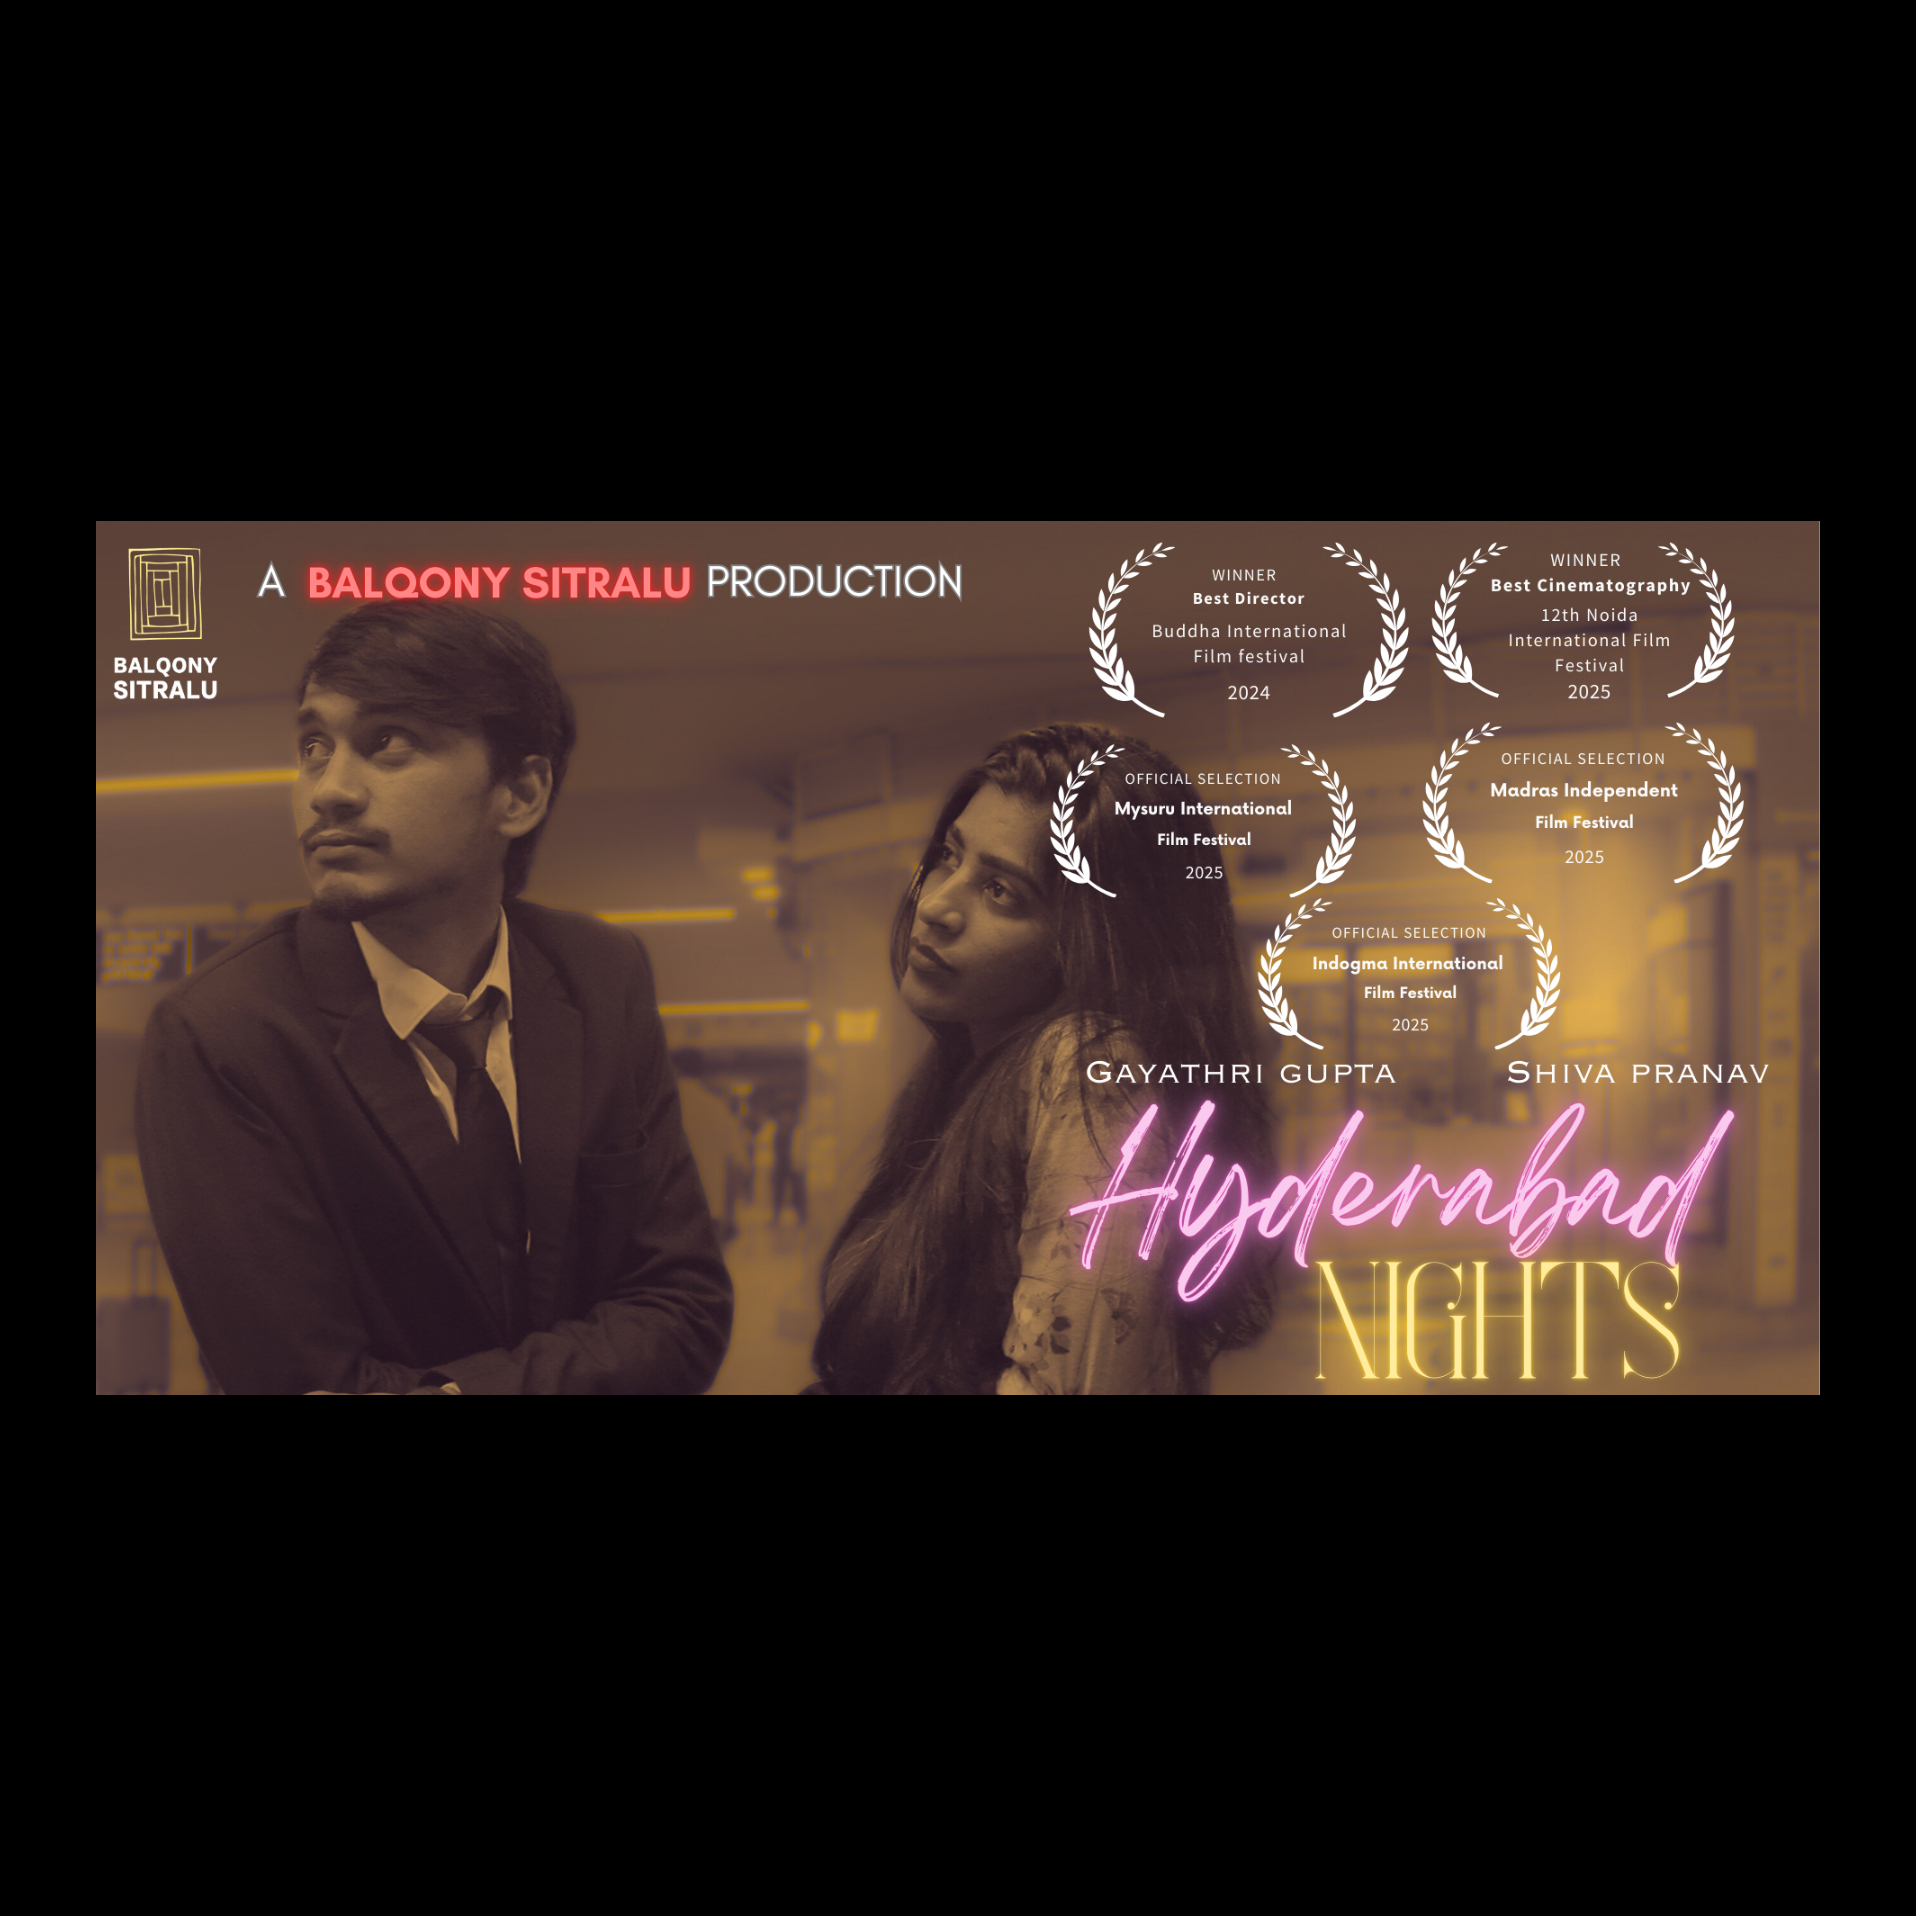 BALQONY
SITRALU
A BALQONY SITRALU PRODUCTION
WINNER
Best Director
Buddha International
Film festival
2024
WINNER
Best Cinematography
12th Noida
International Film
Festival
2025
OFFICIAL SELECTION
Mysuru International
Film Festival
2025
OFFICIAL SELECTION
Madras Independent
Film Festival
2025
OFFICIAL SELECTION
Indogma International
Film Festival
2025
GAYATHRI GUPTA
SHIVA PRANAV
Hyderabad
NIGHTS